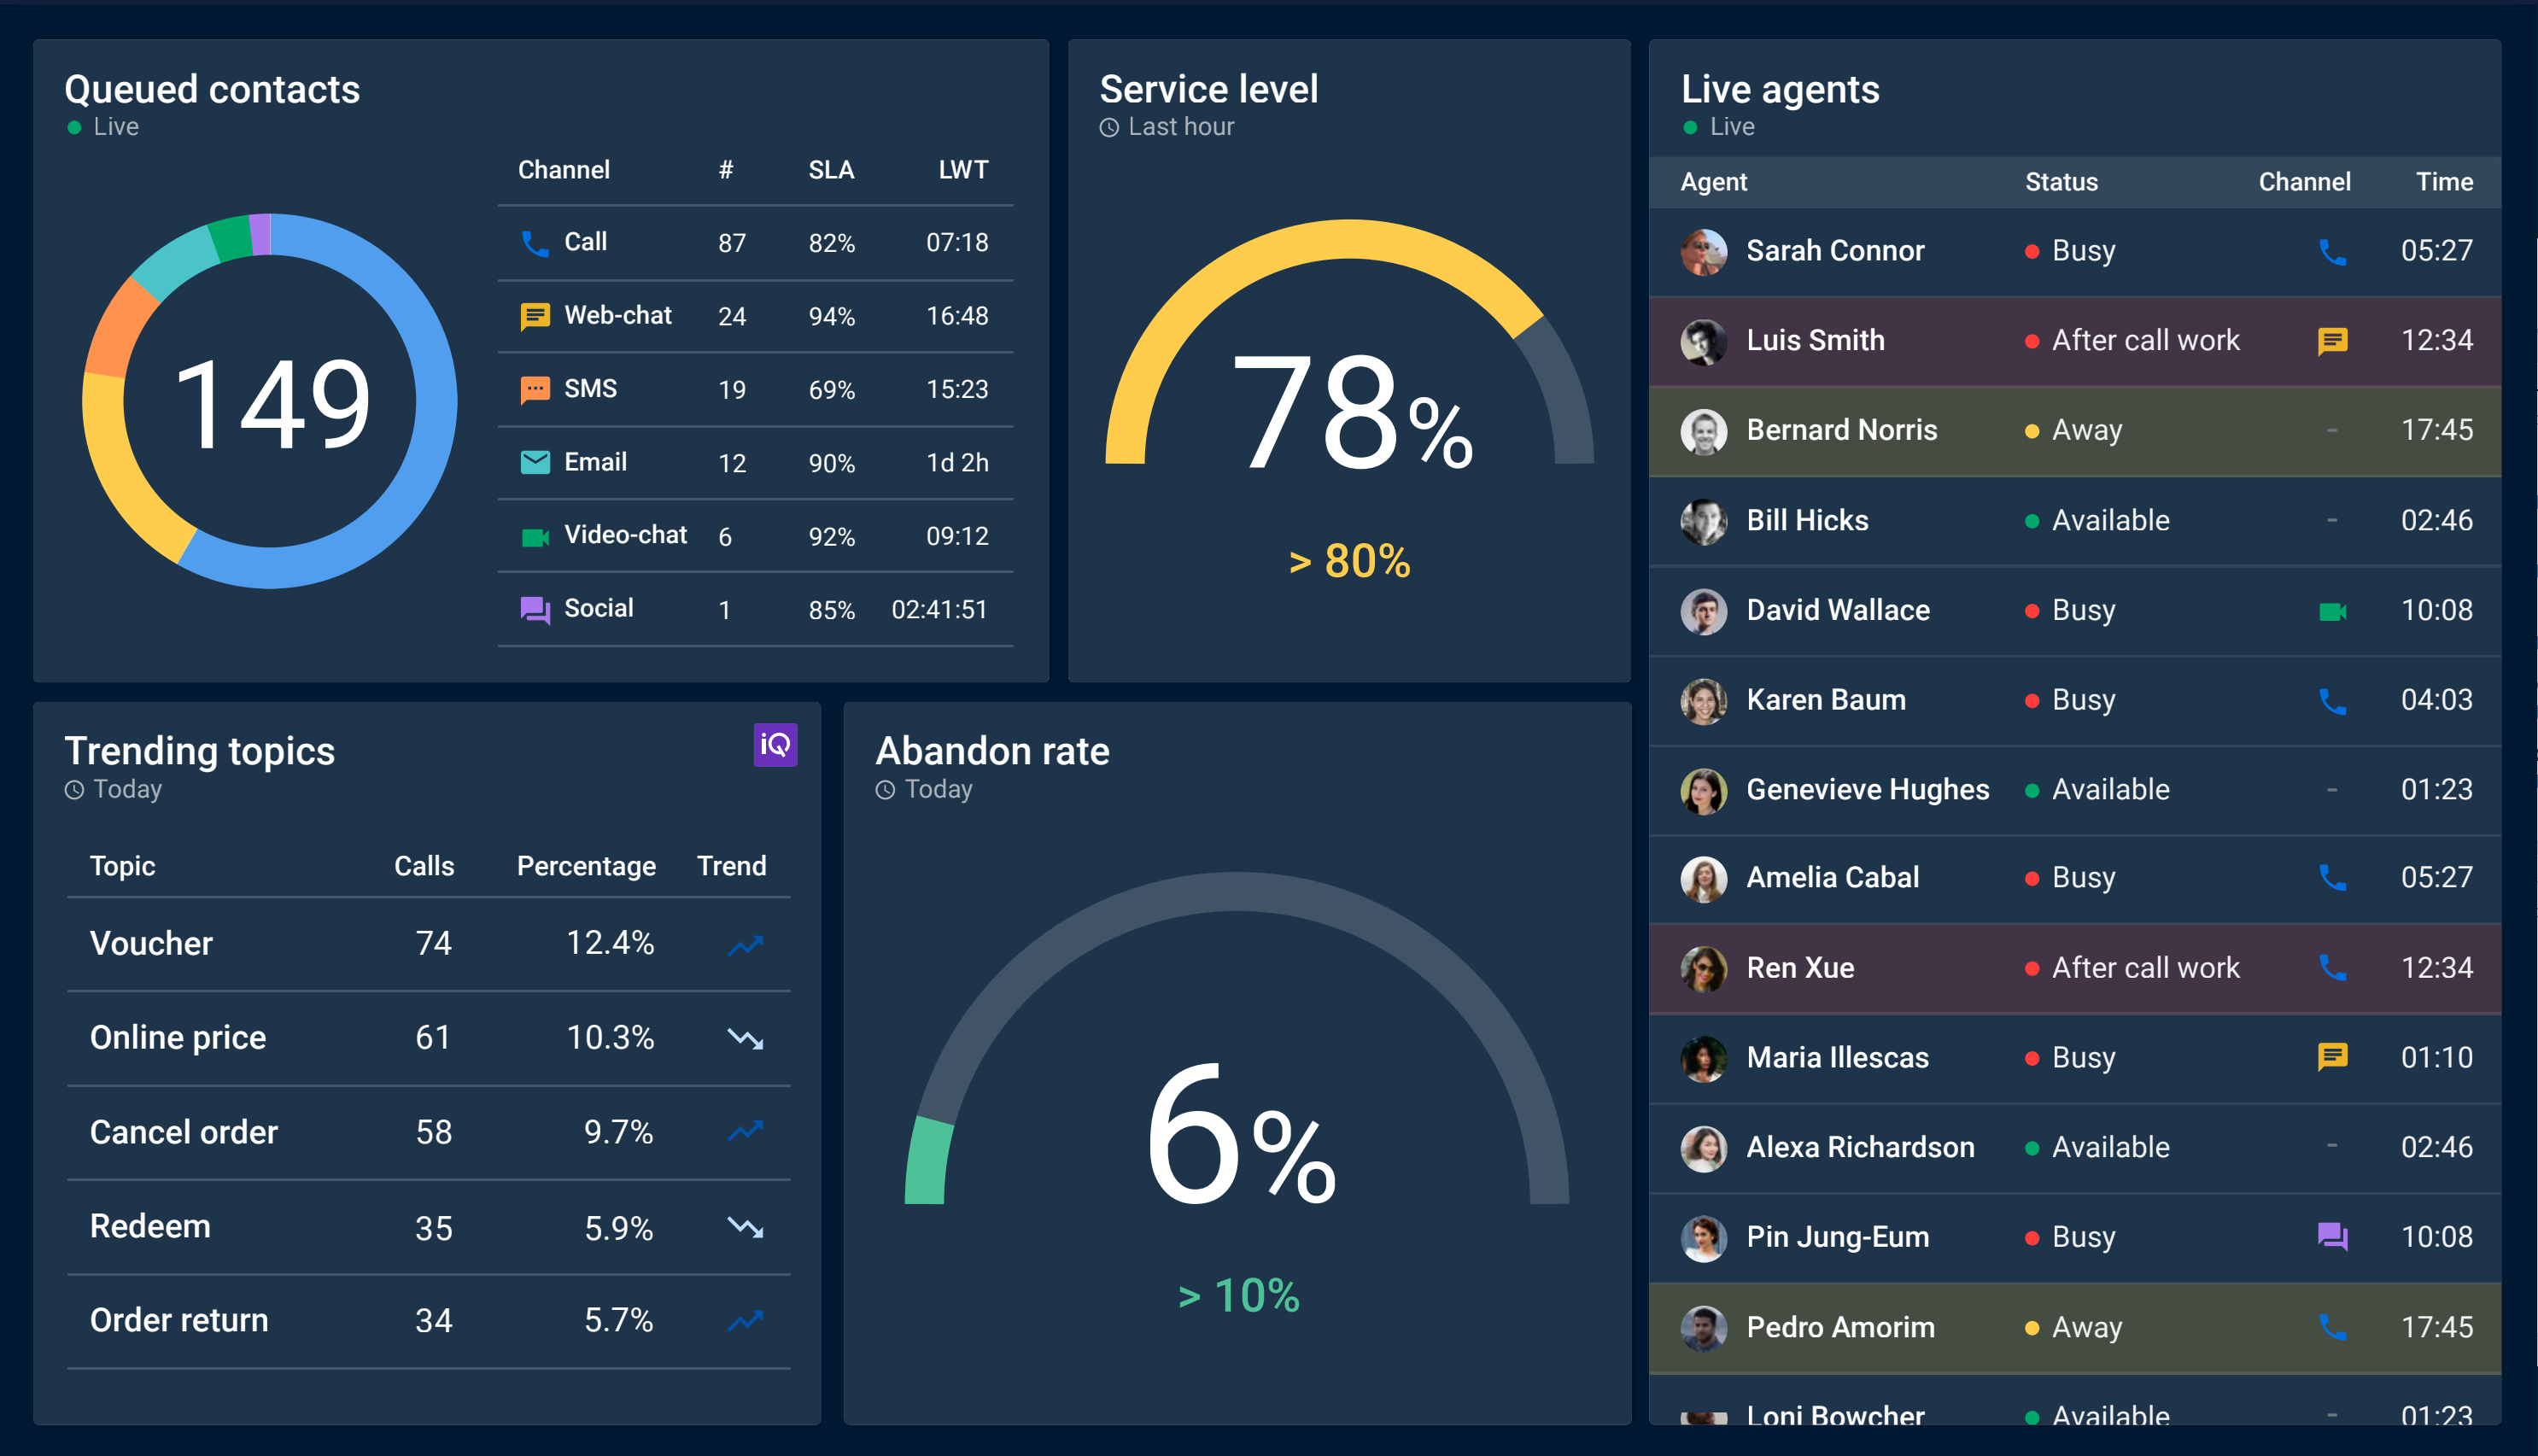 Queued contacts
Live
149
Channel # SLA LWT
Call 87 82% 07:18
Web-chat 24 94% 16:48
SMS 19 69% 15:23
Email 12 90% 1d 2h
Video-chat 6 92% 09:12
Social 1 85% 02:41:51
Service level
Last hour
78%
> 80%
Trending topics
iQ
Today
Topic Calls Percentage Trend
Voucher 74 12.4%
Online price 61 10.3%
Cancel order 58 9.7%
Redeem 35 5.9%
Order return 34 5.7%
Abandon rate
Today
6%
> 10%
Live agents
Live
Agent Status Channel Time
Sarah Connor Busy 05:27
Luis Smith After call work 12:34
Bernard Norris Away - 17:45
Bill Hicks Available - 02:46
David Wallace Busy 10:08
Karen Baum Busy 04:03
Genevieve Hughes Available - 01:23
Amelia Cabal Busy 05:27
Ren Xue After call work 12:34
Maria Illescas Busy 01:10
Alexa Richardson Available - 02:46
Pin Jung-Eum Busy 10:08
Pedro Amorim Away 17:45
Loni Bowcher Available - 01:23